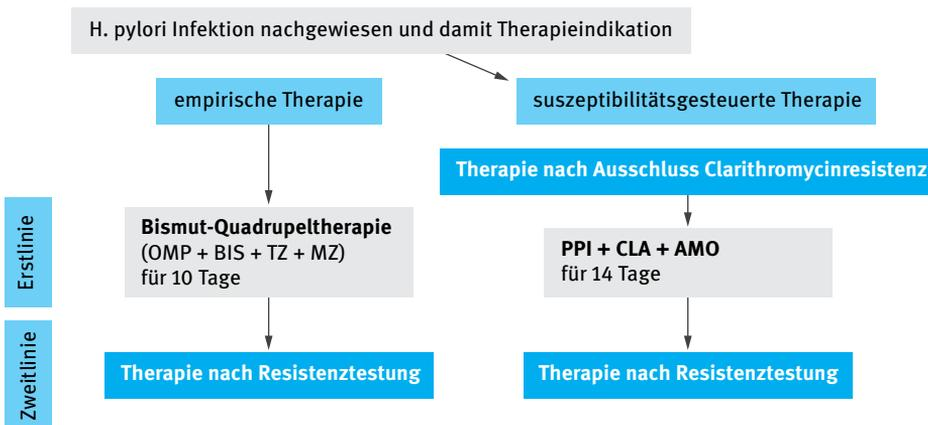 H. pylori Infektion nachgewiesen und damit Therapieindikation
empirische Therapie
suszeptibilitätsgesteuerte Therapie
Therapie nach Ausschluss Clarithromycinresistenz
Erstlinie
Bismut-Quadrupeltherapie
(OMP + BIS + TZ + MZ)
für 10 Tage
PPI + CLA + AMO
für 14 Tage
Zweitlinie
Therapie nach Resistenztestung
Therapie nach Resistenztestung